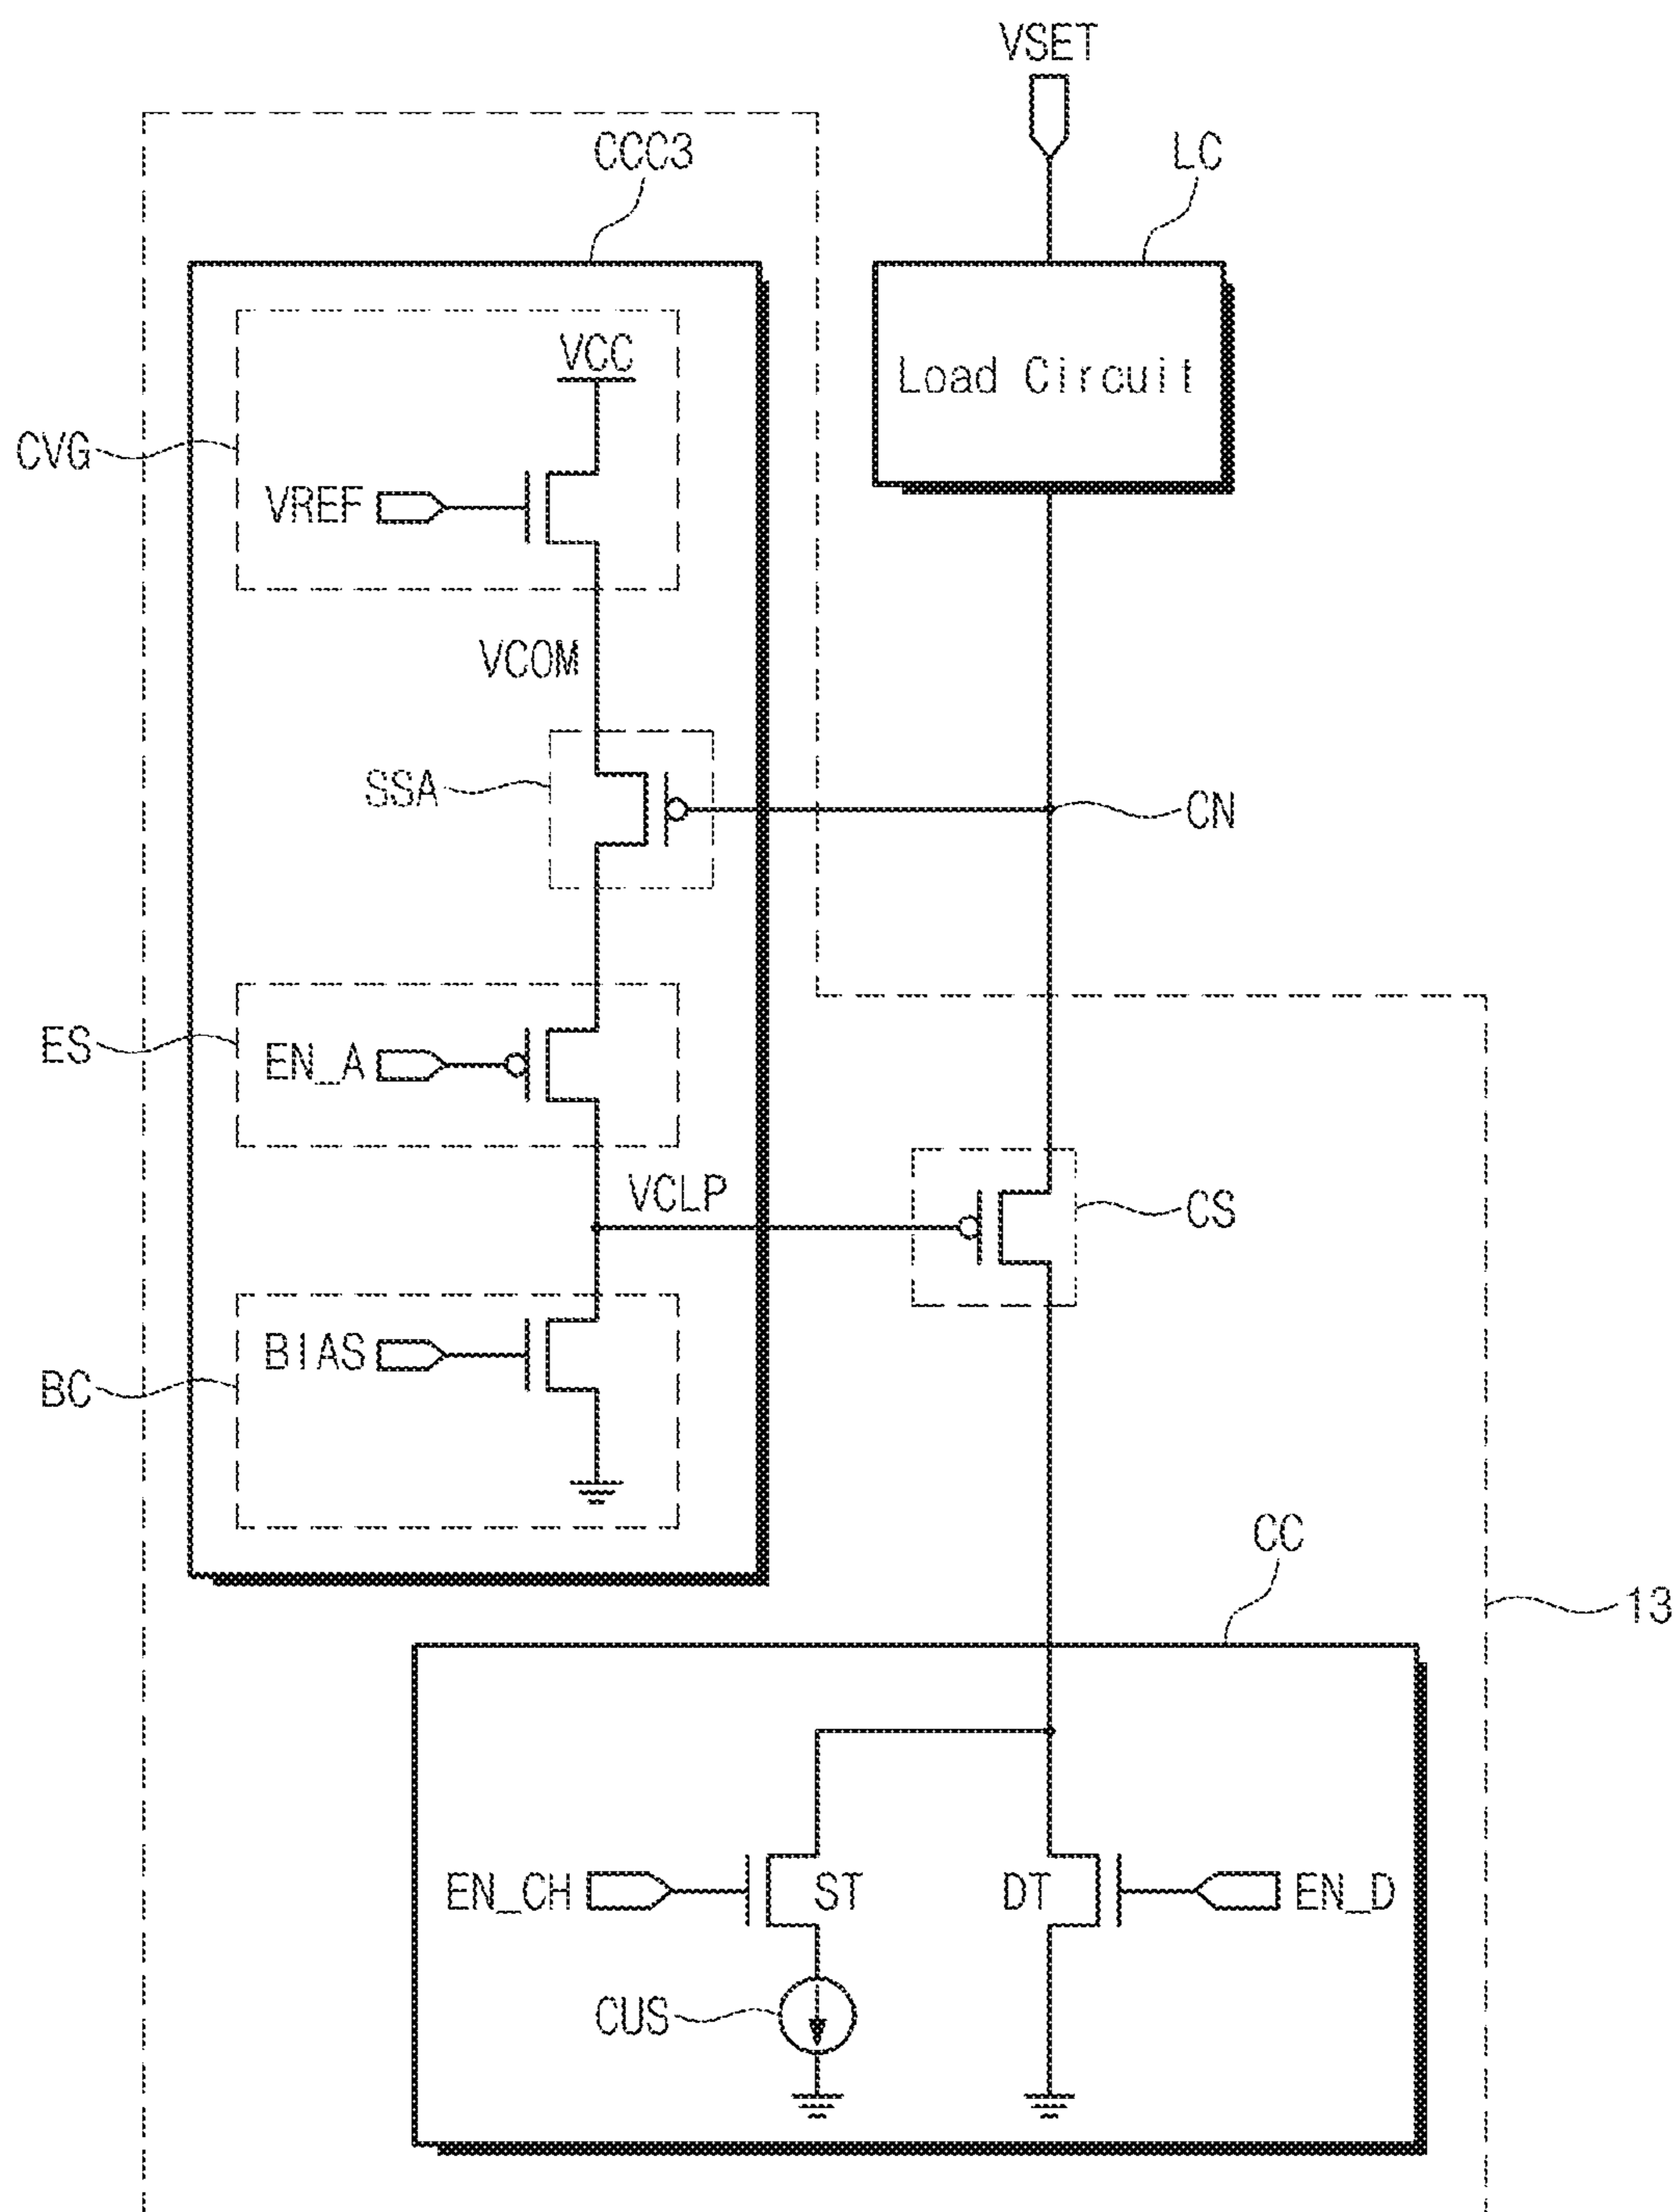 VSET
CCC3
LC
VCC
Load Circuit
CVG
VREF
VCOM
SSA
CN
ES
EN_A
VCLP
CS
BIAS
BC
CC
13
EN_CH
ST
DT
EN_D
CUS